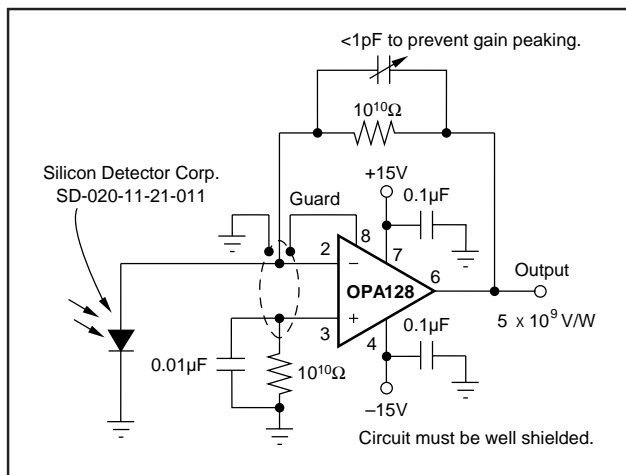 <1pF to prevent gain peaking.
10¹⁰Ω
Silicon Detector Corp.
SD-020-11-21-011
+15V
0.1µF
Guard
8
7
2
–
OPA128
6
Output
5 x 10⁹ V/W
+
3
4
0.1µF
0.01µF
10¹⁰Ω
–15V
Circuit must be well shielded.